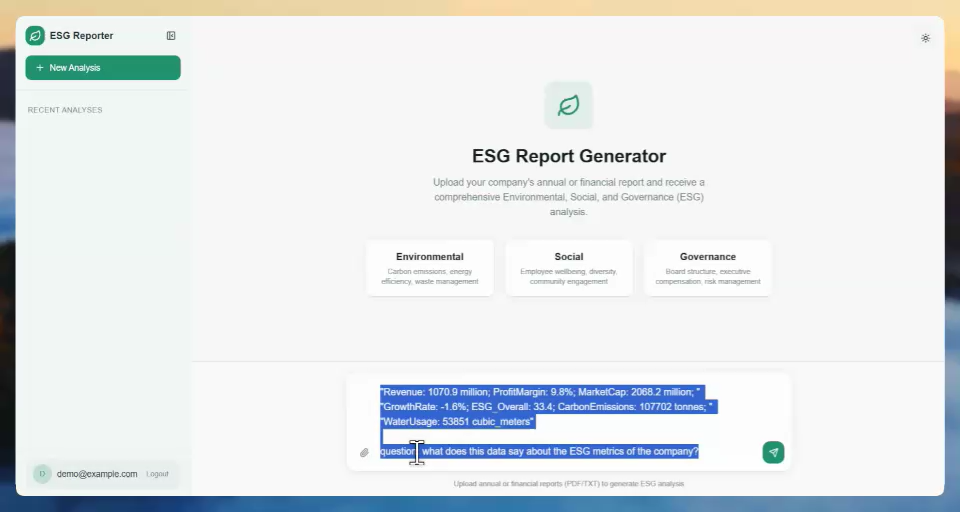 ESG Reporter
+ New Analysis
RECENT ANALYSES
ESG Report Generator
Upload your company's annual or financial report and receive a
comprehensive Environmental, Social, and Governance (ESG)
analysis.
Environmental
Carbon emissions, energy
efficiency, waste management
Social
Employee wellbeing, diversity,
community engagement
Governance
Board structure, executive
compensation, risk management
"Revenue: 1070.9 million; ProfitMargin: 9.8%; MarketCap: 2068.2 million; "
"GrowthRate: -1.6%; ESG_Overall: 33.4; CarbonEmissions: 107702 tonnes; "
"WaterUsage: 53851 cubic_meters"
question: what does this data say about the ESG metrics of the company?
D demo@example.com Logout
Upload annual or financial reports (PDF/TXT) to generate ESG analysis